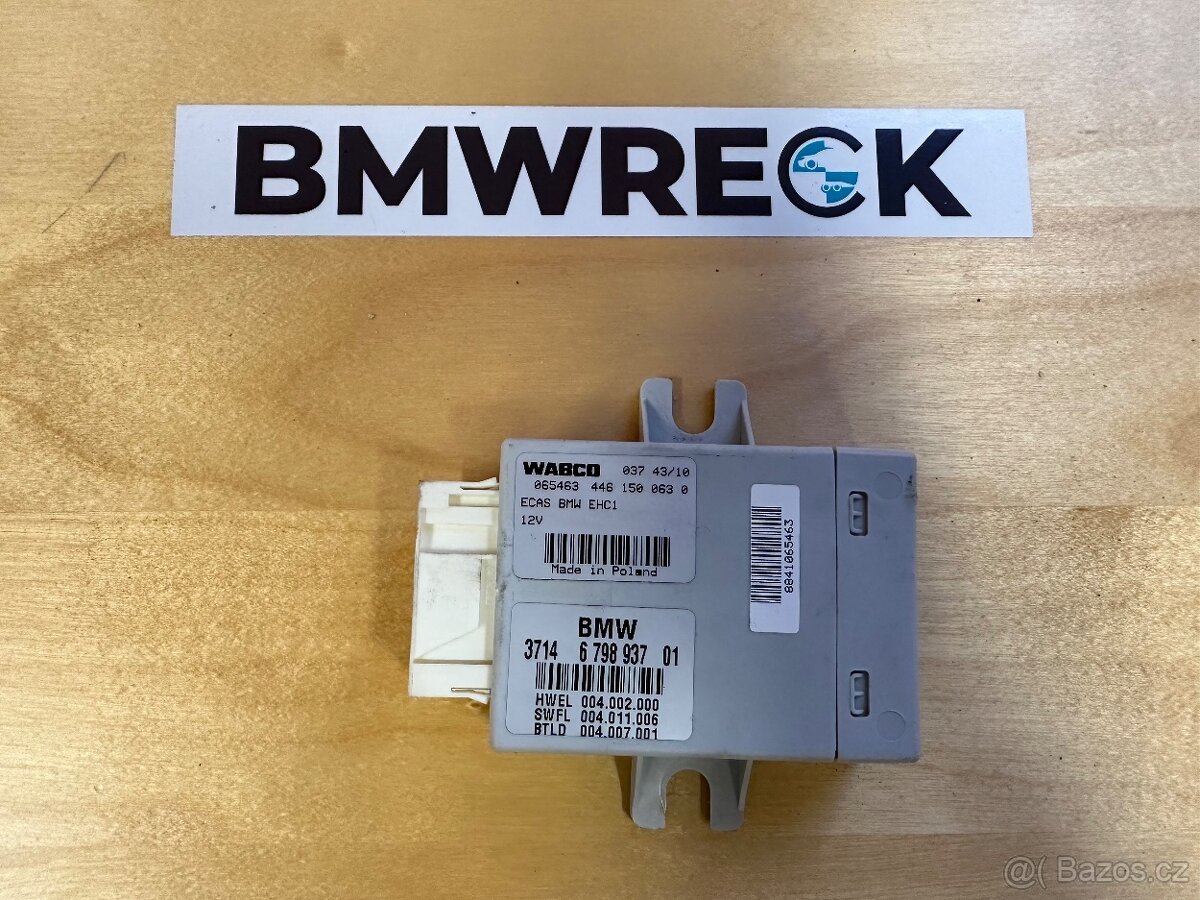 BMWRECK
WABCO 037 43/10
065463 446 150 063 0
ECAS BMW EHC1
12V
Made in Poland
8841065463
BMW
3714 6 798 937 01
HWEL 004.002.000
SWFL 004.011.006
BTLD 004.007.001
@( Bazos.cz